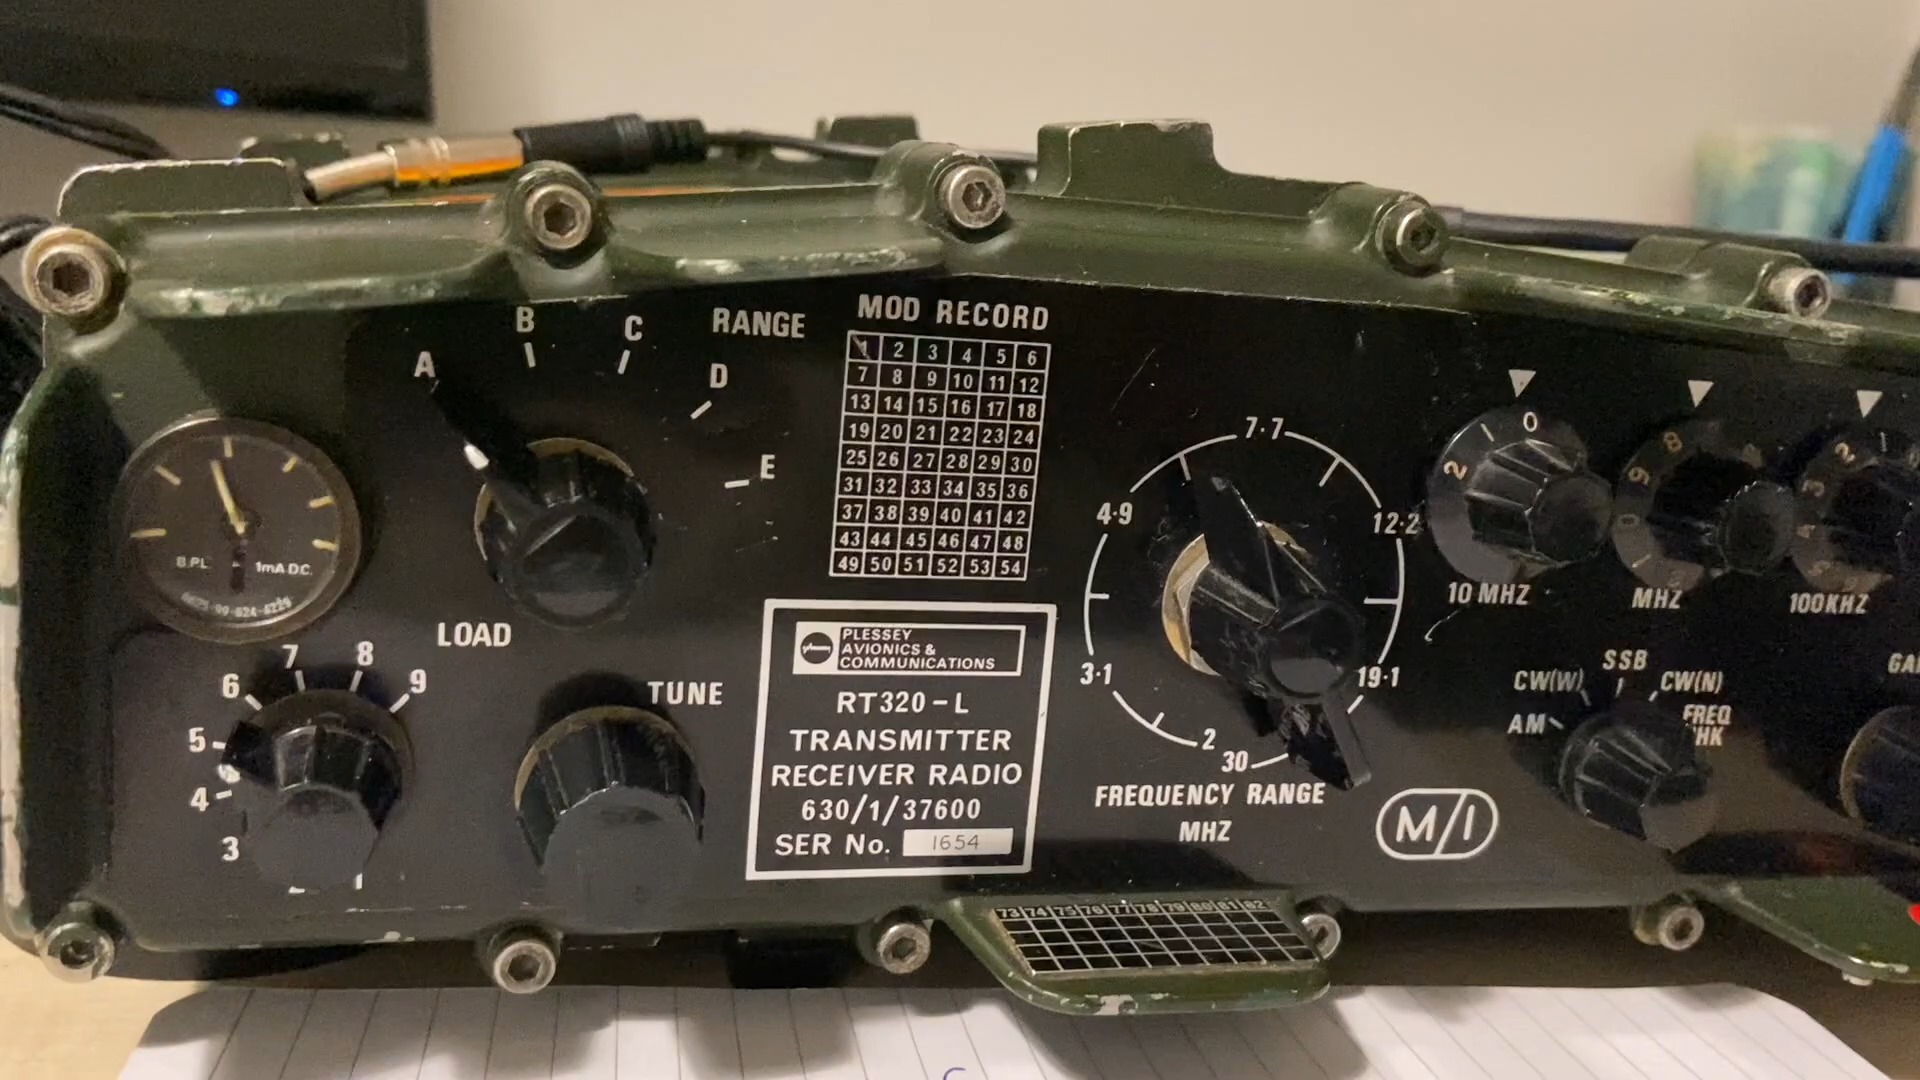 A
B
C
RANGE
D
E
MOD RECORD
1 2 3 4 5 6
7 8 9 10 11 12
13 14 15 16 17 18
19 20 21 22 23 24
25 26 27 28 29 30
31 32 33 34 35 36
37 38 39 40 41 42
43 44 45 46 47 48
49 50 51 52 53 54
B.P.L. 1mA D.C.
LOAD
TUNE
3
4
5
6
7
8
9
PLESSEY
AVIONICS &
COMMUNICATIONS
RT320-L
TRANSMITTER
RECEIVER RADIO
630/1/37600
SER No. 1654
2
3·1
4·9
7·7
12·2
19·1
30
FREQUENCY RANGE
MHZ
2 1 0
10 MHZ
MHZ
100KHZ
AM
CW(W)
SSB
CW(N)
FREQ
M/I
73 74 75 76 77 78 79 80 81 82